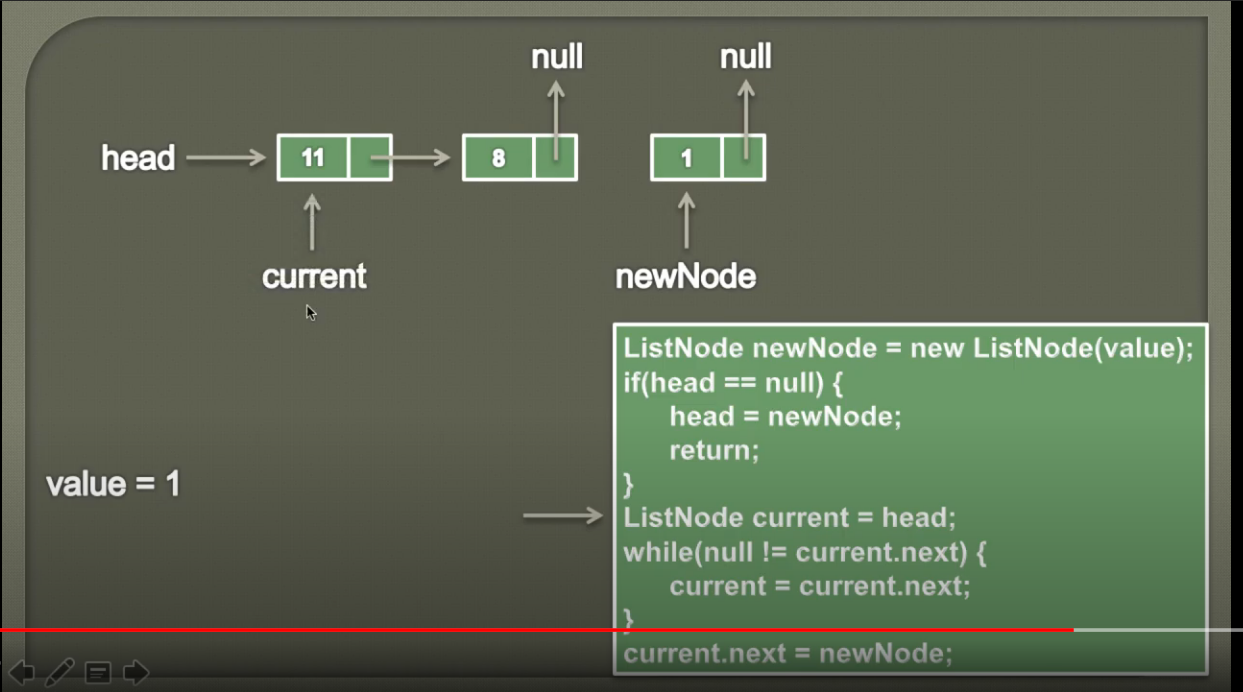 null null
head 11 8 1
current newNode
ListNode newNode = new ListNode(value);
if(head == null) {
head = newNode;
return;
}
ListNode current = head;
while(null != current.next) {
current = current.next;
}
current.next = newNode;
value = 1